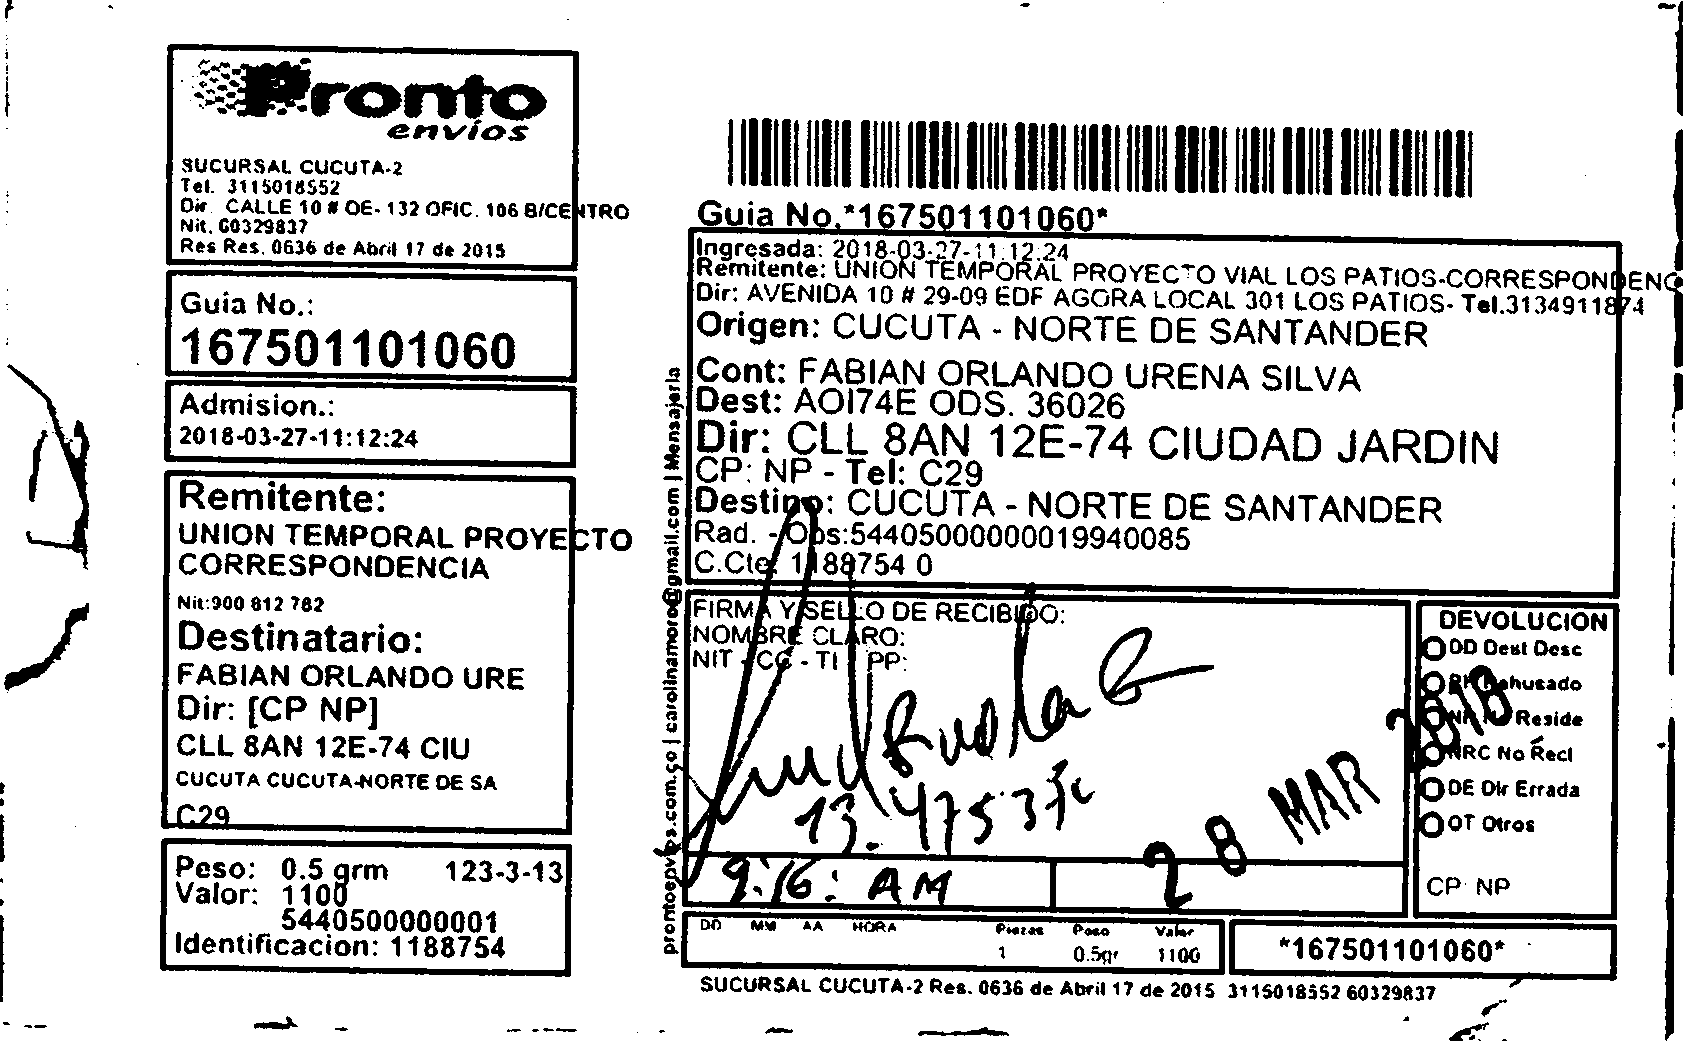 Pronto
envíos
SUCURSAL CUCUTA-2
Tel. 3115018552
Dir. CALLE 10 # OE- 132 OFIC. 106 B/CENTRO
Nit. 60329837
Res Res. 0636 de Abril 17 de 2015
Guia No.:
167501101060
Admision.:
2018-03-27-11:12:24
Remitente:
UNION TEMPORAL PROYECTO
CORRESPONDENCIA
Nit:900 812 782
Destinatario:
FABIAN ORLANDO URE
Dir: [CP NP]
CLL 8AN 12E-74 CIU
CUCUTA CUCUTA-NORTE DE SA
C29
Peso: 0.5 grm 123-3-13
Valor: 1100
5440500000001
Identificacion: 1188754
prontoenvios.com.co | carolinamoro@gmail.com | Mensajeria
Guia No.*167501101060*
Ingresada: 2018-03-27-11:12:24
Remitente: UNION TEMPORAL PROYECTO VIAL LOS PATIOS-CORRESPONDENC
Dir: AVENIDA 10 # 29-09 EDF AGORA LOCAL 301 LOS PATIOS- Tel.3134911874
Origen: CUCUTA - NORTE DE SANTANDER
Cont: FABIAN ORLANDO URENA SILVA
Dest: AOI74E ODS. 36026
Dir: CLL 8AN 12E-74 CIUDAD JARDIN
CP: NP - Tel: C29
Destino: CUCUTA - NORTE DE SANTANDER
Rad. - Obs:54405000000019940085
C.Cte: 1188754 0
FIRMA Y SELLO DE RECIBIDO:
NOMBRE CLARO:
NIT - CC - TI - PP:
9:16: AM
28 MAR 2018
DEVOLUCION
DD Dest Desc
RH Rehusado
NR No Reside
NRC No Recl
DE Dir Errada
OT Otros
CP: NP
DD MM AA HORA Piezas Peso Valor
1 0.5gr 1100
*167501101060*
SUCURSAL CUCUTA-2 Res. 0636 de Abril 17 de 2015 3115018552 60329837